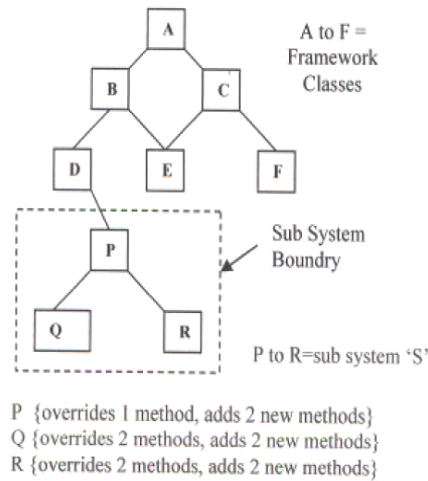 A
A to F =
Framework
Classes
B
C
D
E
F
P
Sub System
Boundry
Q
R
P to R=sub system ‘S’
P {overrides 1 method, adds 2 new methods}
Q {overrides 2 methods, adds 2 new methods}
R {overrides 2 methods, adds 2 new methods}